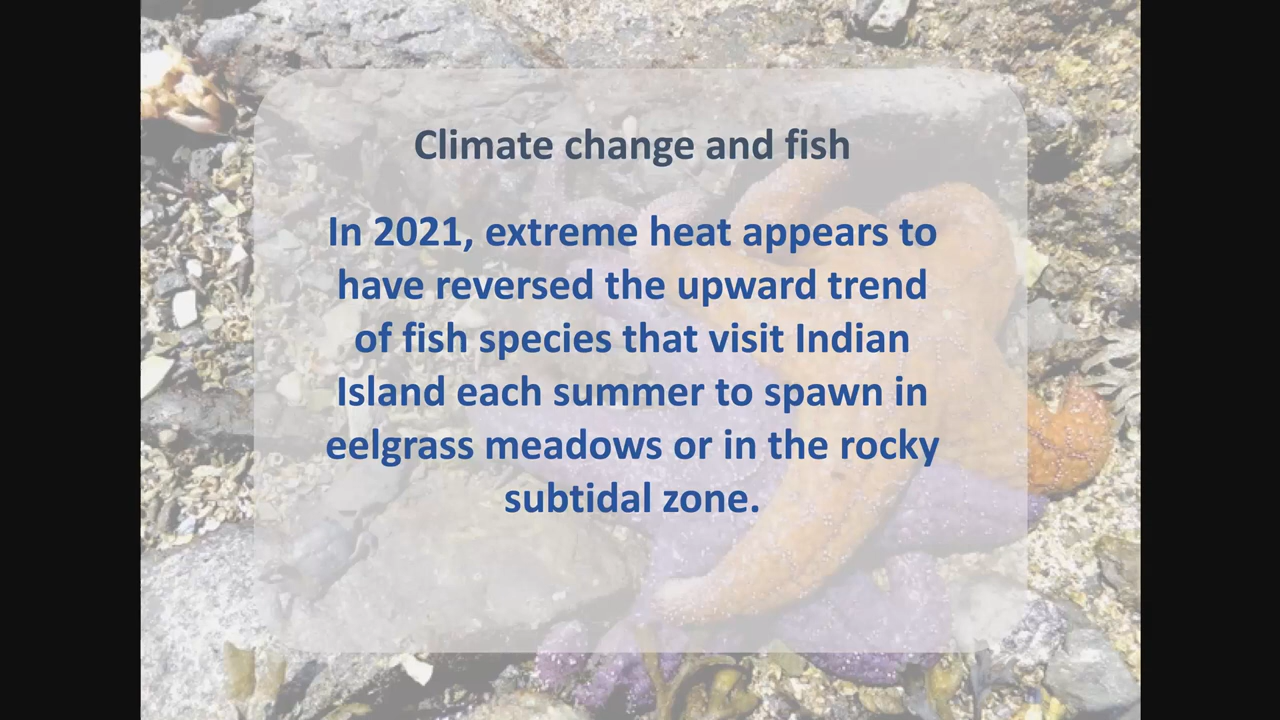 Climate change and fish
In 2021, extreme heat appears to
have reversed the upward trend
of fish species that visit Indian
Island each summer to spawn in
eelgrass meadows or in the rocky
subtidal zone.